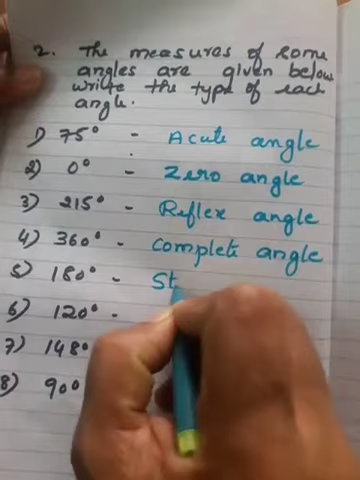 2. The measures of some
angles are given below
write the type of each
angle.
1) 75° - Acute angle
2) 0° - Zero angle
3) 215° - Reflex angle
4) 360° - Complete angle
5) 180° - St
6) 120° -
7) 148°
8) 90°